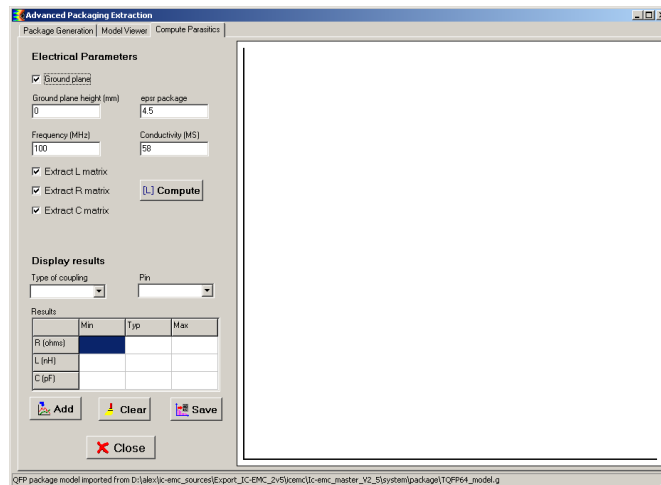 Advanced Packaging Extraction
Package Generation Model Viewer Compute Parasitics
Electrical Parameters
Ground plane
Ground plane height (mm) epsr package
0 4.5
Frequency (MHz) Conductivity (MS)
100 58
Extract L matrix
Extract R matrix [L] Compute
Extract C matrix
Display results
Type of coupling Pin
Results
Min Typ Max
R (ohms)
L (nH)
C (pF)
Add Clear Save
Close
QFP package model imported from D:\alex\ic-emc_sources\Export_IC-EMC_2v5\icemc\Ic-emc_master_V2_5\system\package\TQFP64_model.g